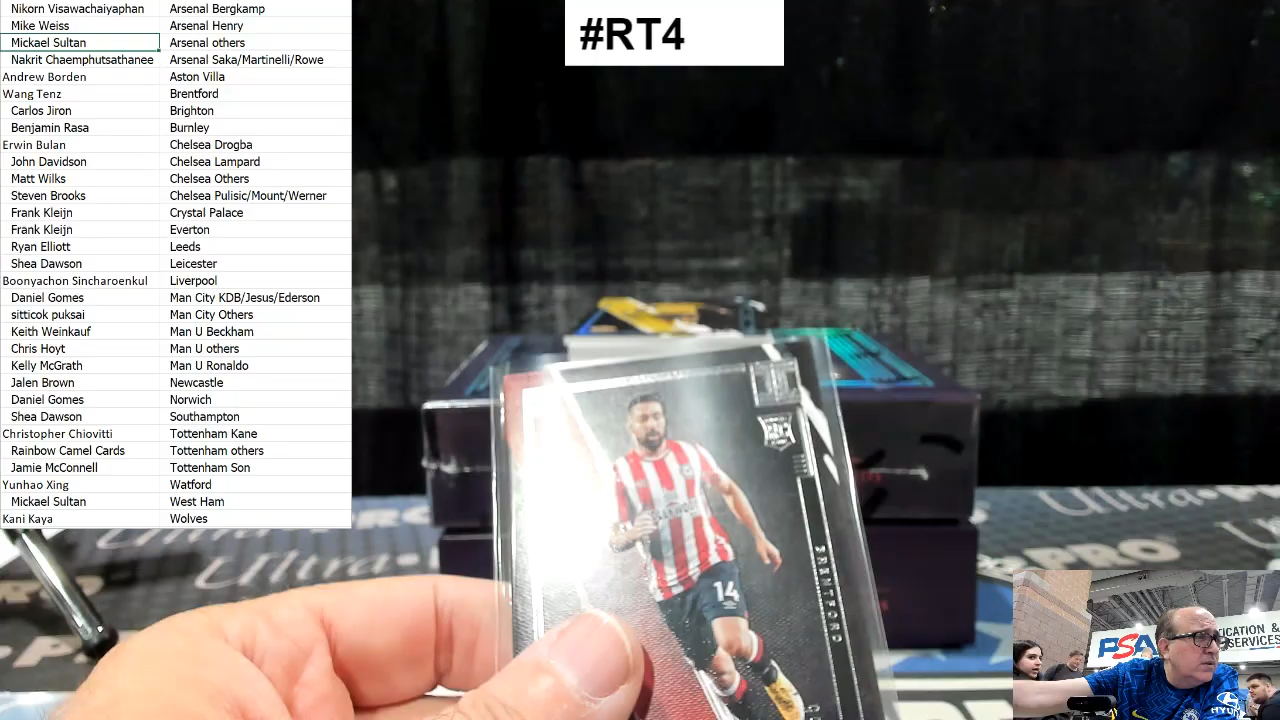 #RT4
Nikorn Visawachaiyaphan Arsenal Bergkamp
Mike Weiss Arsenal Henry
Mickael Sultan Arsenal others
Nakrit Chaemphutsathanee Arsenal Saka/Martinelli/Rowe
Andrew Borden Aston Villa
Wang Tenz Brentford
Carlos Jiron Brighton
Benjamin Rasa Burnley
Erwin Bulan Chelsea Drogba
John Davidson Chelsea Lampard
Matt Wilks Chelsea Others
Steven Brooks Chelsea Pulisic/Mount/Werner
Frank Kleijn Crystal Palace
Frank Kleijn Everton
Ryan Elliott Leeds
Shea Dawson Leicester
Boonyachon Sincharoenkul Liverpool
Daniel Gomes Man City KDB/Jesus/Ederson
sitticok puksai Man City Others
Keith Weinkauf Man U Beckham
Chris Hoyt Man U others
Kelly McGrath Man U Ronaldo
Jalen Brown Newcastle
Daniel Gomes Norwich
Shea Dawson Southampton
Christopher Chiovitti Tottenham Kane
Rainbow Camel Cards Tottenham others
Jamie McConnell Tottenham Son
Yunhao Xing Watford
Mickael Sultan West Ham
Kani Kaya Wolves
14
BRENTFORD
Ultra PRO
Ultra
PRO
PSA
SERVICES